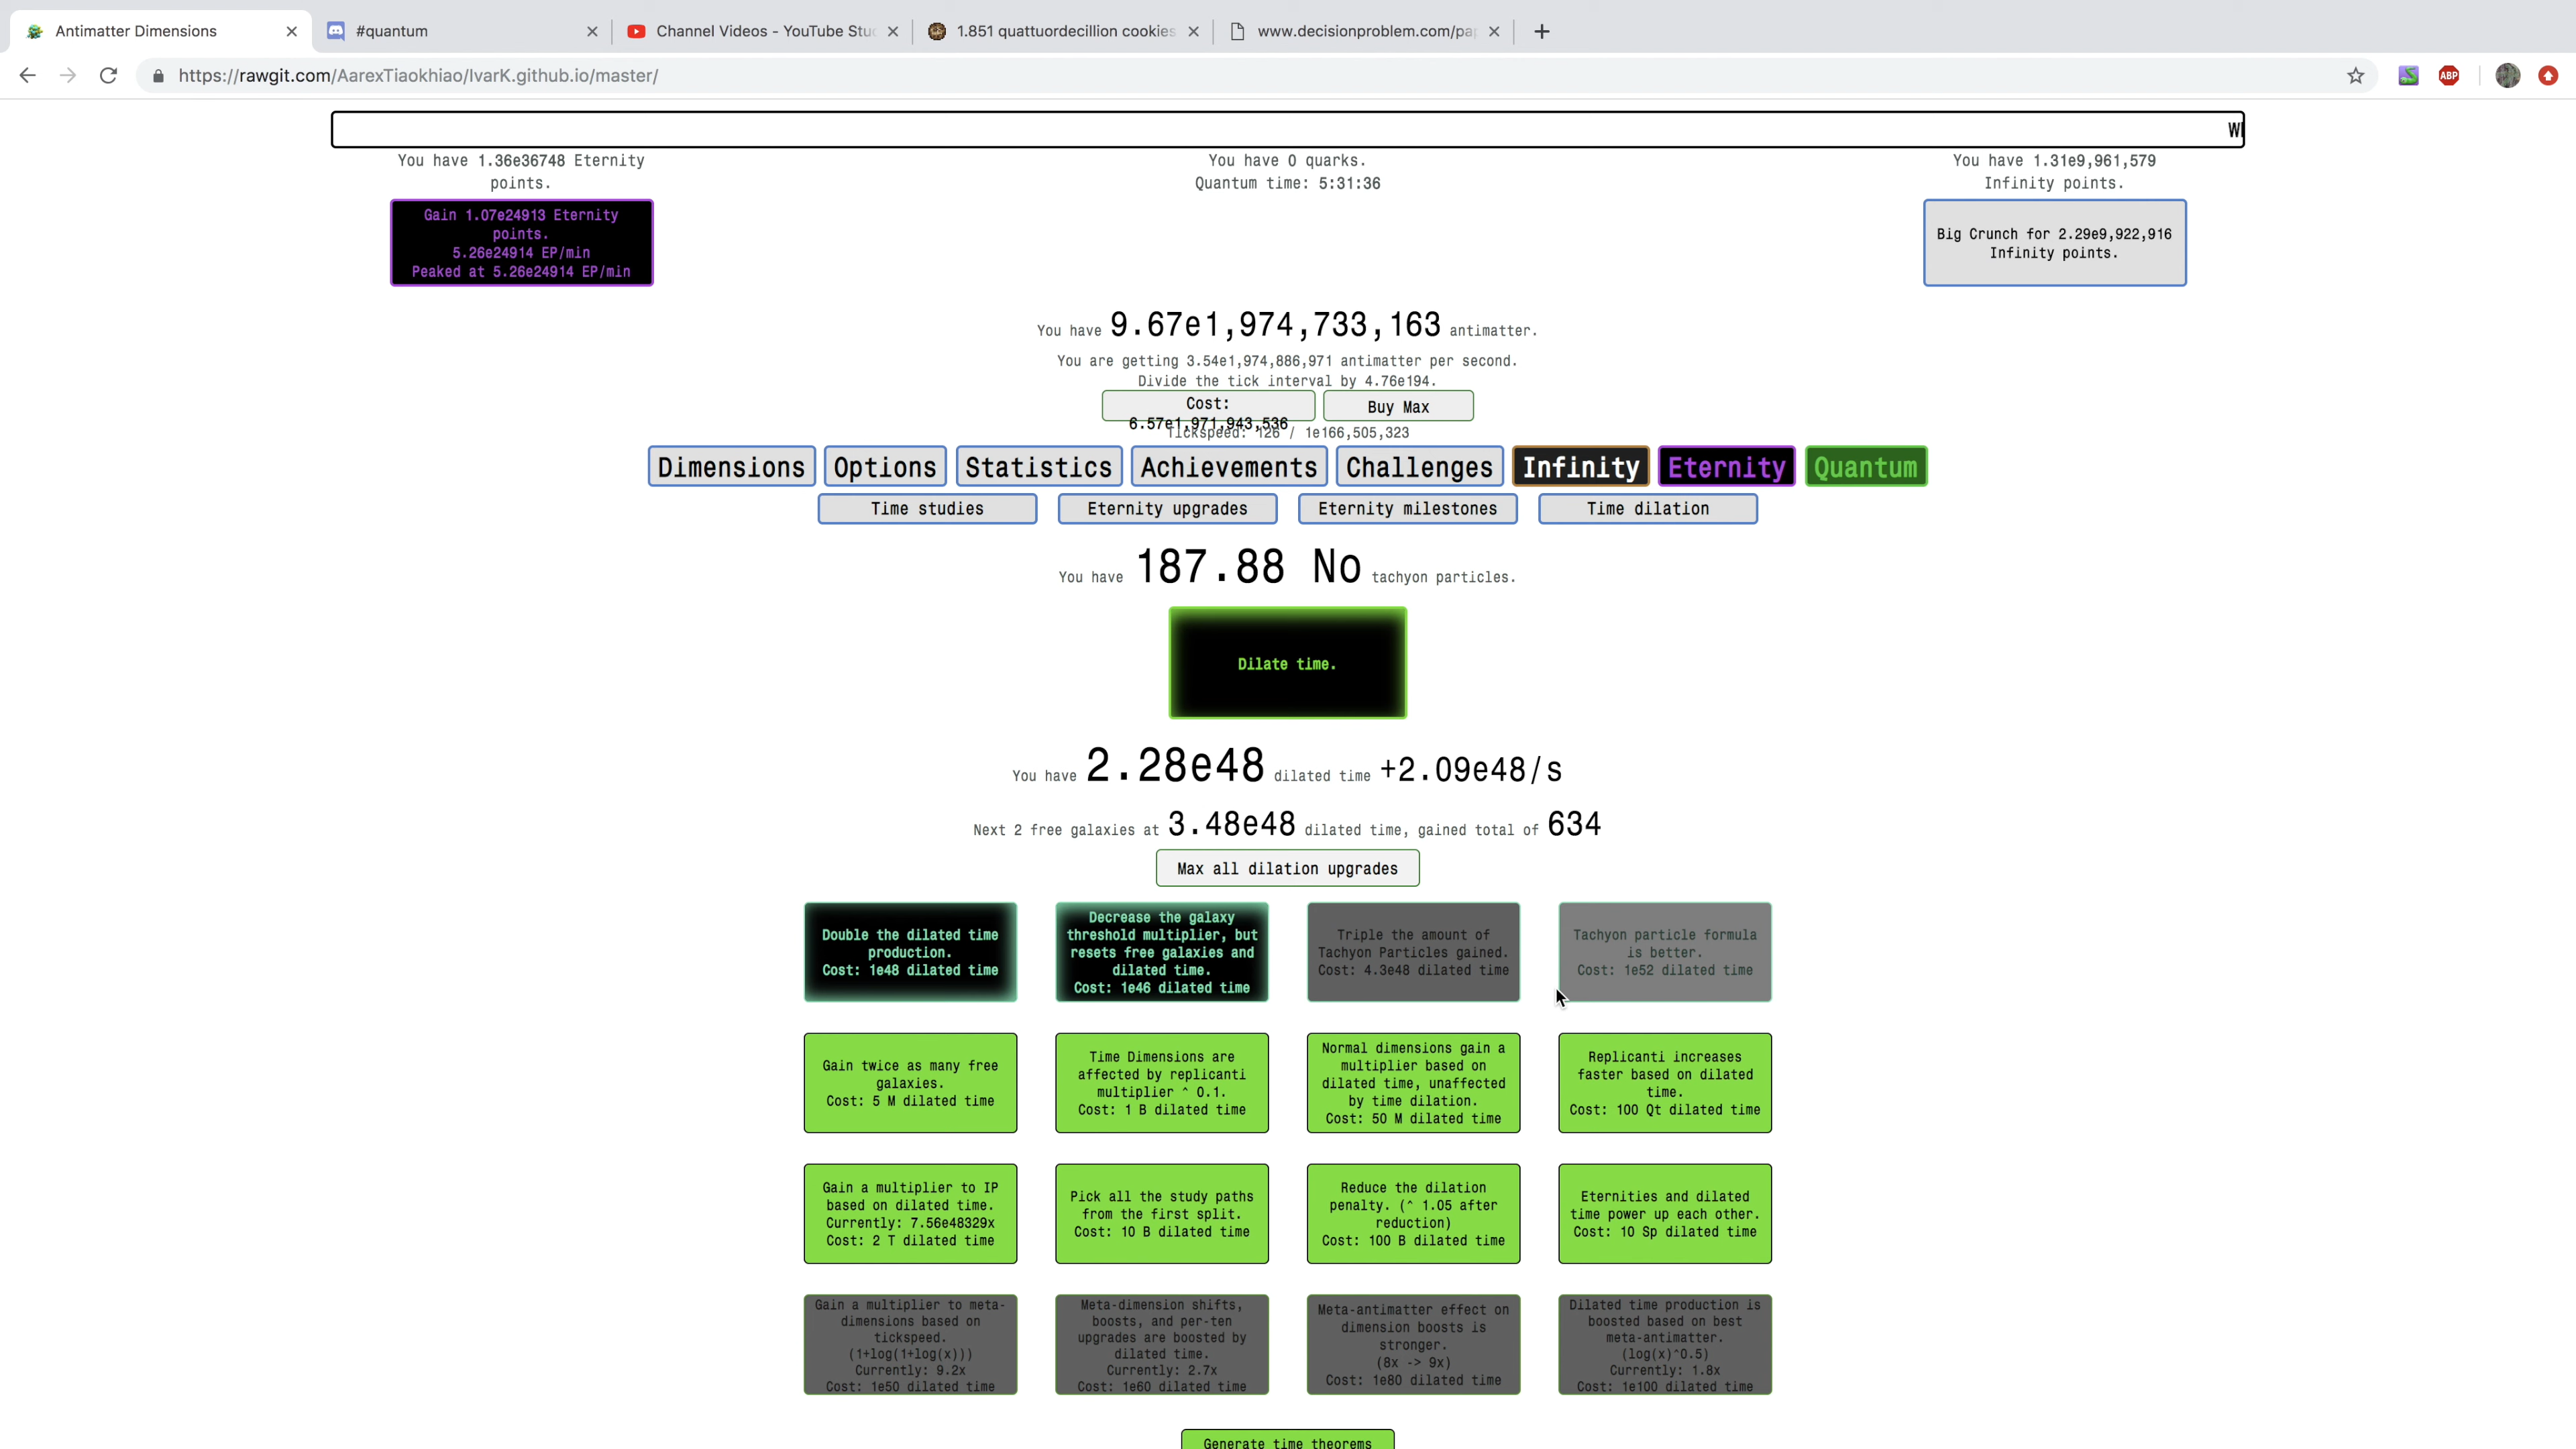 Antimatter Dimensions
#quantum
Channel Videos - YouTube Stu
1.851 quattuordecillion cookies
www.decisionproblem.com/pa
https://rawgit.com/AarexTiaokhiao/IvarK.github.io/master/
ABP
You have 1.36e36748 Eternity
points.
Gain 1.07e24913 Eternity
points.
5.26e24914 EP/min
Peaked at 5.26e24914 EP/min
You have 0 quarks.
Quantum time: 5:31:36
You have 1.31e9,961,579
Infinity points.
Big Crunch for 2.29e9,922,916
Infinity points.
You have 9.67e1,974,733,163 antimatter.
You are getting 3.54e1,974,886,971 antimatter per second.
Divide the tick interval by 4.76e194.
Cost:
6.57e1,971,943,536
Buy Max
Tickspeed: 126 / 1e166,505,323
Dimensions
Options
Statistics
Achievements
Challenges
Infinity
Eternity
Quantum
Time studies
Eternity upgrades
Eternity milestones
Time dilation
You have 187.88 No tachyon particles.
Dilate time.
You have 2.28e48 dilated time +2.09e48/s
Next 2 free galaxies at 3.48e48 dilated time, gained total of 634
Max all dilation upgrades
Double the dilated time
production.
Cost: 1e48 dilated time
Decrease the galaxy
threshold multiplier, but
resets free galaxies and
dilated time.
Cost: 1e46 dilated time
Triple the amount of
Tachyon Particles gained.
Cost: 4.3e48 dilated time
Tachyon particle formula
is better.
Cost: 1e52 dilated time
Gain twice as many free
galaxies.
Cost: 5 M dilated time
Time Dimensions are
affected by replicanti
multiplier ^ 0.1.
Cost: 1 B dilated time
Normal dimensions gain a
multiplier based on
dilated time, unaffected
by time dilation.
Cost: 50 M dilated time
Replicanti increases
faster based on dilated
time.
Cost: 100 Qt dilated time
Gain a multiplier to IP
based on dilated time.
Currently: 7.56e48329x
Cost: 2 T dilated time
Pick all the study paths
from the first split.
Cost: 10 B dilated time
Reduce the dilation
penalty. (^ 1.05 after
reduction)
Cost: 100 B dilated time
Eternities and dilated
time power up each other.
Cost: 10 Sp dilated time
Gain a multiplier to meta-
dimensions based on
tickspeed.
(1+log(1+log(x)))
Currently: 9.2x
Cost: 1e50 dilated time
Meta-dimension shifts,
boosts, and per-ten
upgrades are boosted by
dilated time.
Currently: 2.7x
Cost: 1e60 dilated time
Meta-antimatter effect on
dimension boosts is
stronger.
(8x -> 9x)
Cost: 1e80 dilated time
Dilated time production is
boosted based on best
meta-antimatter.
(log(x)^0.5)
Currently: 1.8x
Cost: 1e100 dilated time
Generate time theorems